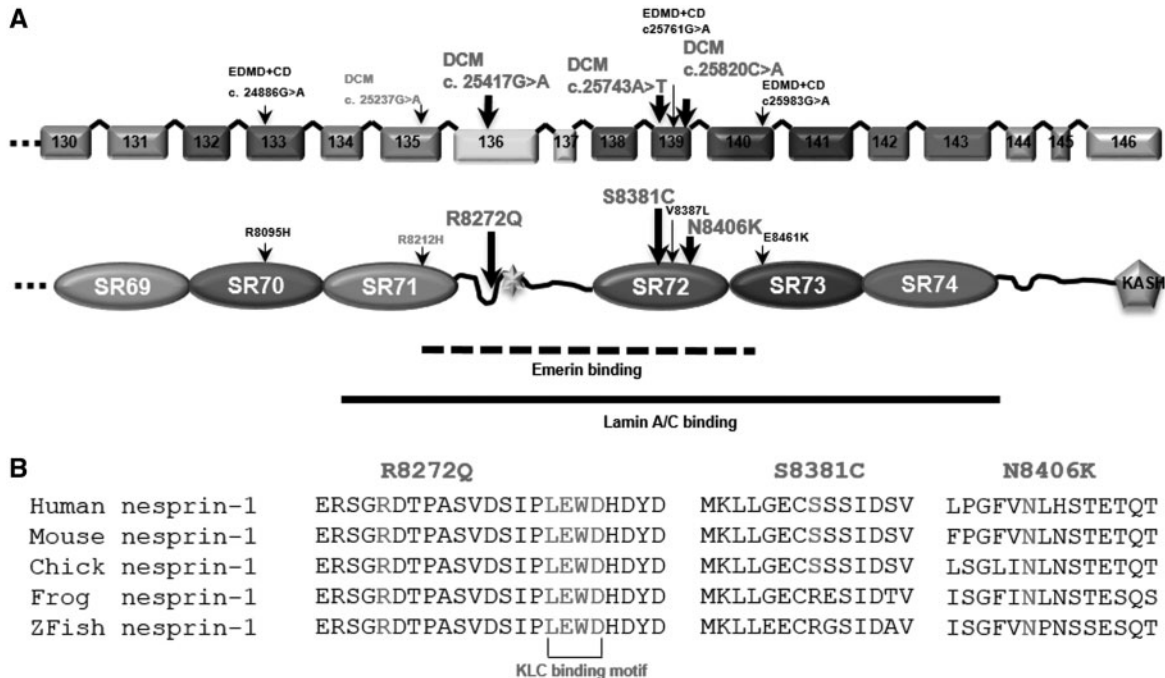 A
EDMD+CD
c. 24886G>A
DCM
c. 25237G>A
DCM
c. 25417G>A
DCM
c.25743A>T
EDMD+CD
c25761G>A
DCM
c.25820C>A
EDMD+CD
c25983G>A
130 131 132 133 134 135 136 137 138 139 140 141 142 143 144 145 146
R8095H
R8212H
R8272Q
S8381C
V8387L
N8406K
E8461K
SR69 SR70 SR71 SR72 SR73 SR74 KASH
Emerin binding
Lamin A/C binding
B
R8272Q S8381C N8406K
Human nesprin-1 ERSGRDTPASVDSIPLEWDHDYD MKLLGECSSSIDSV LPGFVNLHSTETQT
Mouse nesprin-1 ERSGRDTPASVDSIPLEWDHDYD MKLLGECSSSIDSV FPGFVNLNSTETQT
Chick nesprin-1 ERSGRDTPASVDSIPLEWDHDYD MKLLGECSSSIDSV LSGLINLNSTETQT
Frog nesprin-1 ERSGRDTPASVDSIPLEWDHDYD MKLLGECRESIDTV ISGFINLNSTESQS
ZFish nesprin-1 ERSGRDTPASVDSIPLEWDHDYD MKLLEECRGSIDAV ISGFVNPNSSESQT
KLC binding motif